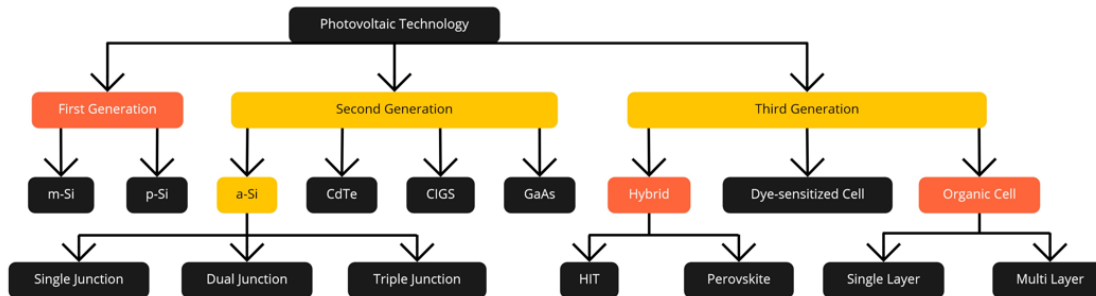 Photovoltaic Technology
First Generation
Second Generation
Third Generation
m-Si
p-Si
a-Si
CdTe
CIGS
GaAs
Hybrid
Dye-sensitized Cell
Organic Cell
Single Junction
Dual Junction
Triple Junction
HIT
Perovskite
Single Layer
Multi Layer